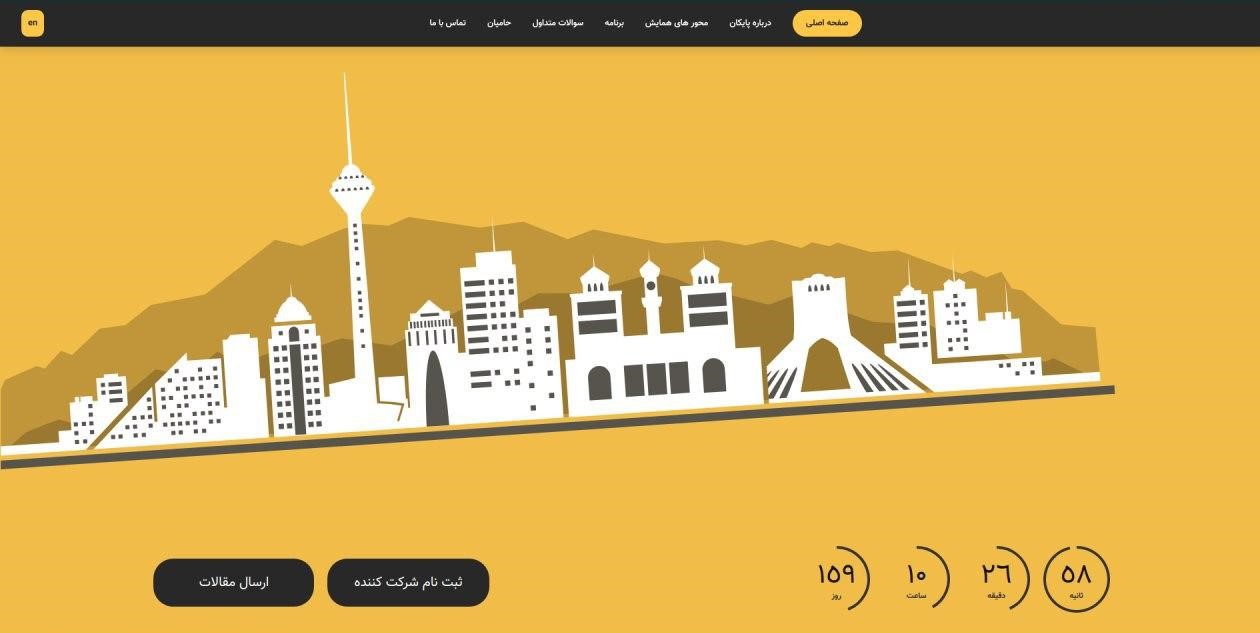 صفحه اصلی
درباره پایکان
محور های همایش
برنامه
سوالات متداول
حامیان
تماس با ما
en
۵۸
ثانیه
۲۶
دقیقه
۱۰
ساعت
۱۵۹
روز
ثبت نام شرکت کننده
ارسال مقالات